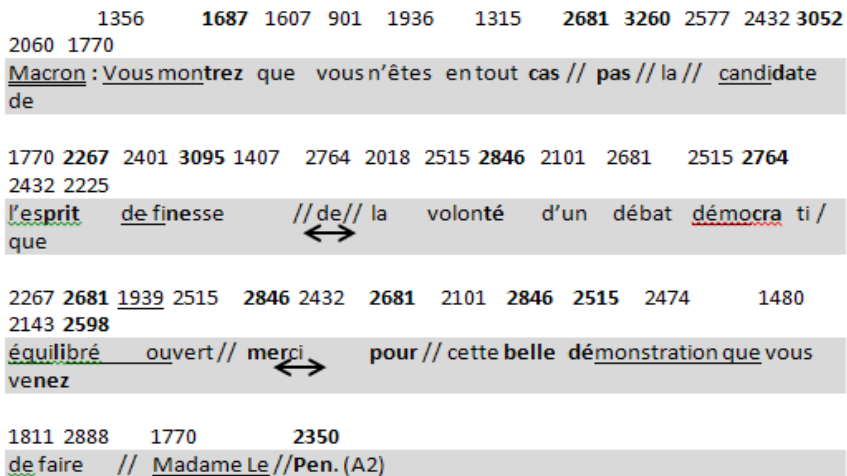 1356 1687 1607 901 1936 1315 2681 3260 2577 2432 3052
2060 1770
Macron : Vous montrez que vous n’êtes en tout cas // pas // la // candidate
de
1770 2267 2401 3095 1407 2764 2018 2515 2846 2101 2681 2515 2764
2432 2225
l’esprit de finesse // de // la volonté d’un débat démocra ti /
que
2267 2681 1939 2515 2846 2432 2681 2101 2846 2515 2474 1480
2143 2598
équilibré ouvert // merci pour // cette belle démonstration que vous
venez
1811 2888 1770 2350
de faire // Madame Le //Pen. (A2)